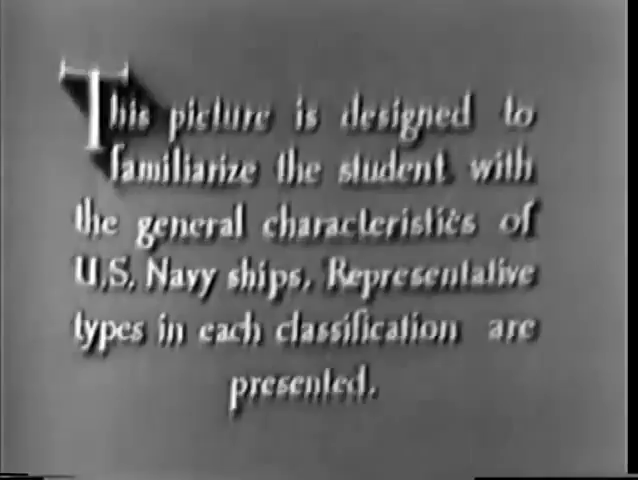 This picture is designed to
familiarize the student with
the general characteristics of
U.S. Navy ships. Representative
types in each classification are
presented.